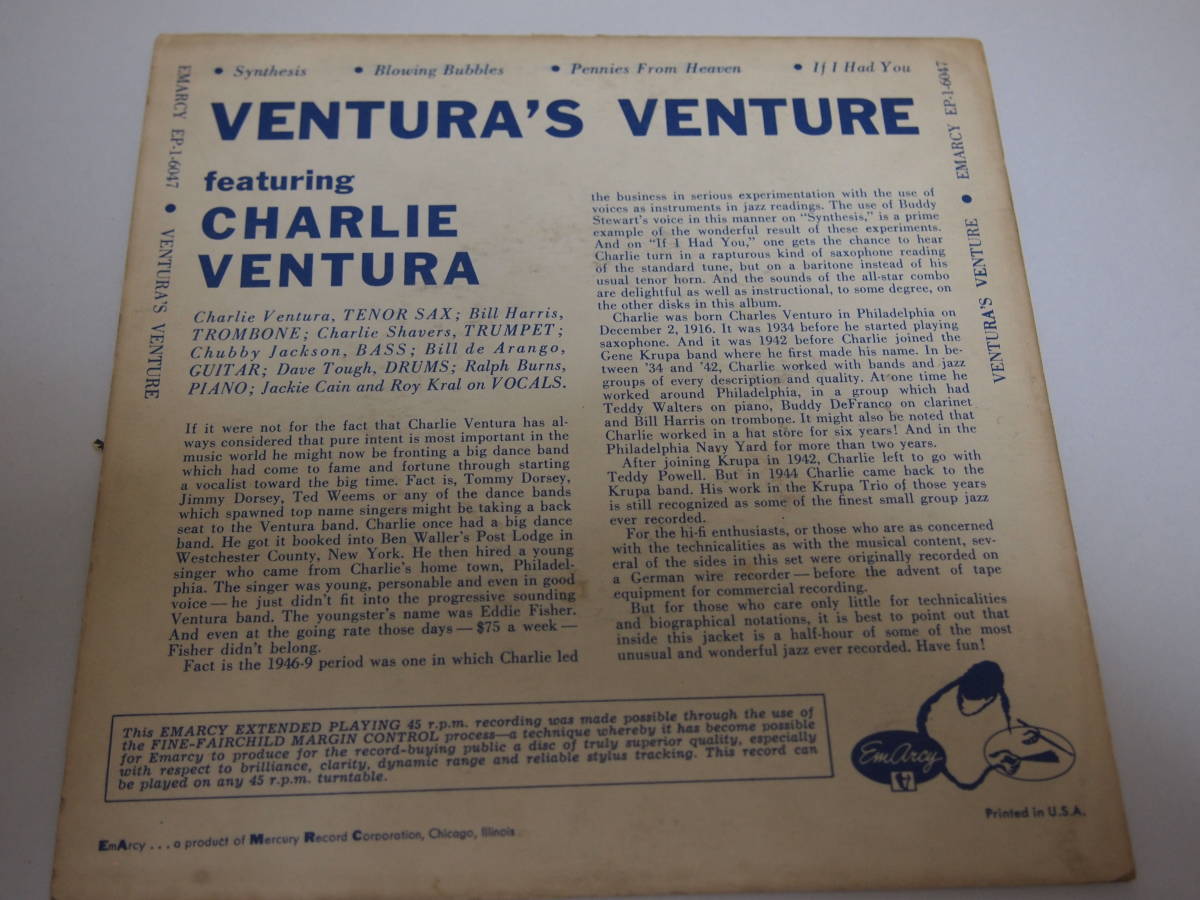 • Synthesis • Blowing Bubbles • Pennies From Heaven • If I Had You
VENTURA'S VENTURE
EMARCY EP-1-6047 • VENTURA'S VENTURE
featuring
CHARLIE
VENTURA
Charlie Ventura, TENOR SAX; Bill Harris,
TROMBONE; Charlie Shavers, TRUMPET;
Chubby Jackson, BASS; Bill de Arango,
GUITAR; Dave Tough, DRUMS; Ralph Burns,
PIANO; Jackie Cain and Roy Kral on VOCALS.
If it were not for the fact that Charlie Ventura has al-
ways considered that pure intent is most important in the
music world he might now be fronting a big dance band
which had come to fame and fortune through starting
a vocalist toward the big time. Fact is, Tommy Dorsey,
Jimmy Dorsey, Ted Weems or any of the dance bands
which spawned top name singers might be taking a back
seat to the Ventura band. Charlie once had a big dance
band. He got it booked into Ben Waller's Post Lodge in
Westchester County, New York. He then hired a young
singer who came from Charlie's home town, Philadel-
phia. The singer was young, personable and even in good
voice — he just didn't fit into the progressive sounding
Ventura band. The youngster's name was Eddie Fisher.
And even at the going rate those days — $75 a week —
Fisher didn't belong.
Fact is the 1946-9 period was one in which Charlie led
the business in serious experimentation with the use of
voices as instruments in jazz readings. The use of Buddy
Stewart's voice in this manner on "Synthesis," is a prime
example of the wonderful result of these experiments.
And on "If I Had You," one gets the chance to hear
Charlie turn in a rapturous kind of saxophone reading
of the standard tune, but on a baritone instead of his
usual tenor horn. And the sounds of the all-star combo
are delightful as well as instructional, to some degree, on
the other disks in this album.
Charlie was born Charles Venturo in Philadelphia on
December 2, 1916. It was 1934 before he started playing
saxophone. And it was 1942 before Charlie joined the
Gene Krupa band where he first made his name. In be-
tween '34 and '42, Charlie worked with bands and jazz
groups of every description and quality. At one time he
worked around Philadelphia, in a group which had
Teddy Walters on piano, Buddy DeFranco on clarinet
and Bill Harris on trombone. It might also be noted that
Charlie worked in a hat store for six years! And in the
Philadelphia Navy Yard for more than two years.
After joining Krupa in 1942, Charlie left to go with
Teddy Powell. But in 1944 Charlie came back to the
Krupa band. His work in the Krupa Trio of those years
is still recognized as some of the finest small group jazz
ever recorded.
For the hi-fi enthusiasts, or those who are as concerned
with the technicalities as with the musical content, sev-
eral of the sides in this set were originally recorded on
a German wire recorder — before the advent of tape
equipment for commercial recording.
But for those who care only little for technicalities
and biographical notations, it is best to point out that
inside this jacket is a half-hour of some of the most
unusual and wonderful jazz ever recorded. Have fun!
VENTURA'S VENTURE • EMARCY EP-1-6047
This EMARCY EXTENDED PLAYING 45 r.p.m. recording was made possible through the use of
the FINE-FAIRCHILD MARGIN CONTROL process—a technique whereby it has become possible
for Emarcy to produce for the record-buying public a disc of truly superior quality, especially
with respect to brilliance, clarity, dynamic range and reliable stylus tracking. This record can
be played on any 45 r.p.m. turntable.
EmArcy
Printed in U.S.A.
EmArcy . . . a product of Mercury Record Corporation, Chicago, Illinois